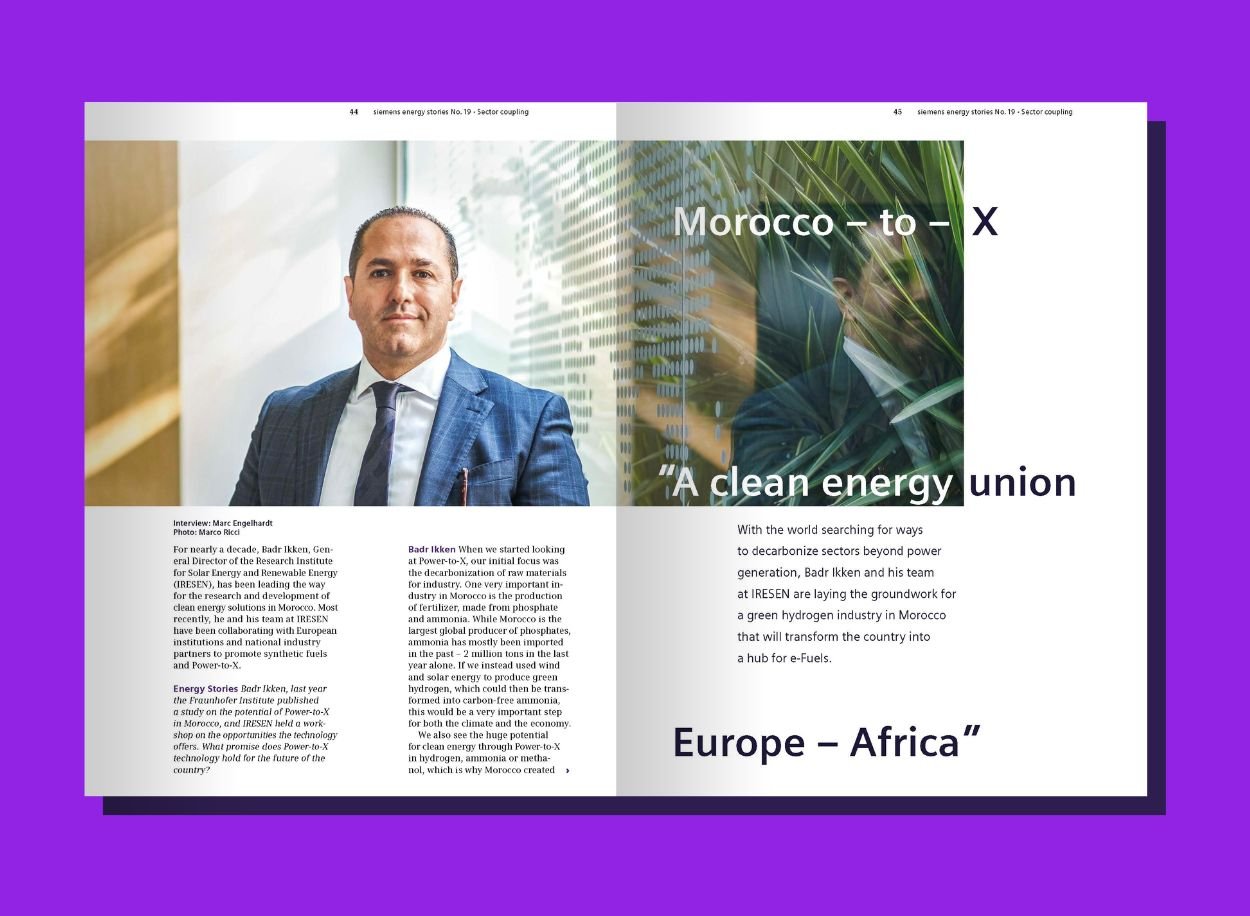 44 siemens energy stories No. 19 · Sector coupling
Interview: Marc Engelhardt
Photo: Marco Ricci
For nearly a decade, Badr Ikken, Gen-
eral Director of the Research Institute
for Solar Energy and Renewable Energy
(IRESEN), has been leading the way
for the research and development of
clean energy solutions in Morocco. Most
recently, he and his team at IRESEN
have been collaborating with European
institutions and national industry
partners to promote synthetic fuels
and Power-to-X.
Energy Stories Badr Ikken, last year
the Fraunhofer Institute published
a study on the potential of Power-to-X
in Morocco, and IRESEN held a work-
shop on the opportunities the technology
offers. What promise does Power-to-X
technology hold for the future of the
country?
Badr Ikken When we started looking
at Power-to-X, our initial focus was
the decarbonization of raw materials
for industry. One very important in-
dustry in Morocco is the production
of fertilizer, made from phosphate
and ammonia. While Morocco is the
largest global producer of phosphates,
ammonia has mostly been imported
in the past – 2 million tons in the last
year alone. If we instead used wind
and solar energy to produce green
hydrogen, which could then be trans-
formed into carbon-free ammonia,
this would be a very important step
for both the climate and the economy.
We also see the huge potential
for clean energy through Power-to-X
in hydrogen, ammonia or metha-
nol, which is why Morocco created ›
45 siemens energy stories No. 19 · Sector coupling
Morocco – to – X
“A clean energy union
With the world searching for ways
to decarbonize sectors beyond power
generation, Badr Ikken and his team
at IRESEN are laying the groundwork for
a green hydrogen industry in Morocco
that will transform the country into
a hub for e-Fuels.
Europe – Africa”